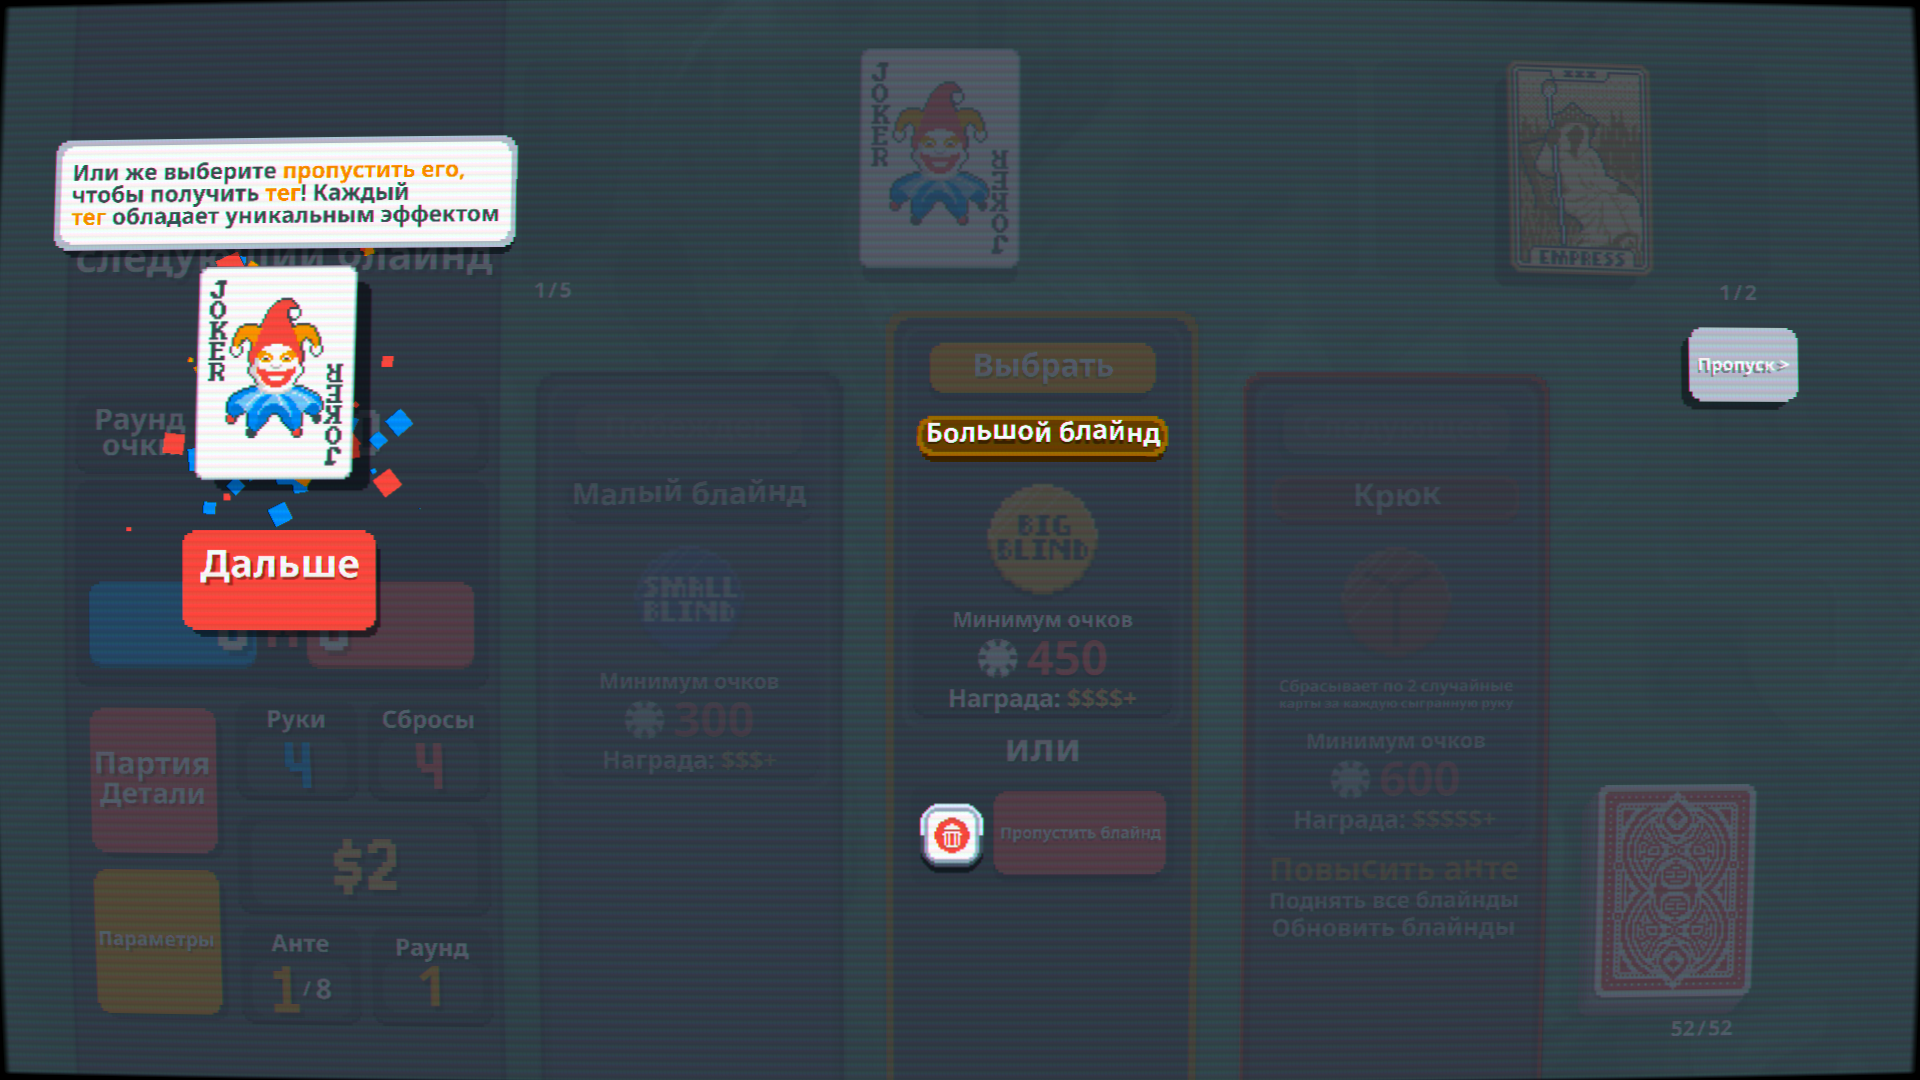 Или же выберите пропустить его,
чтобы получить тег! Каждый
тег обладает уникальным эффектом
следующий блайнд
JOKER
JOKER
Дальше
Раунд
очки
Руки
4
Сбросы
4
Партия
Детали
$2
Параметры
Анте
1/8
Раунд
1
JOKER
JOKER
1/5
EMPRESS
1/2
Пропуск >
Малый блайнд
SMALL
BLIND
Минимум очков
300
Награда: $$$+
Выбрать
Большой блайнд
BIG
BLIND
Минимум очков
450
Награда: $$$$+
или
Пропустить блайнд
Крюк
Сбрасывает по 2 случайные
карты за каждую сыгранную руку
Минимум очков
600
Награда: $$$$$+
Повысить анте
Поднять все блайнды
Обновить блайнды
52/52